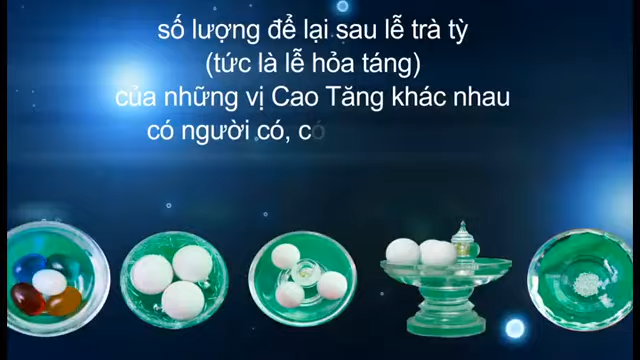 số lượng để lại sau lễ trà tỳ
(tức là lễ hỏa táng)
của những vị Cao Tăng khác nhau
có người có, có